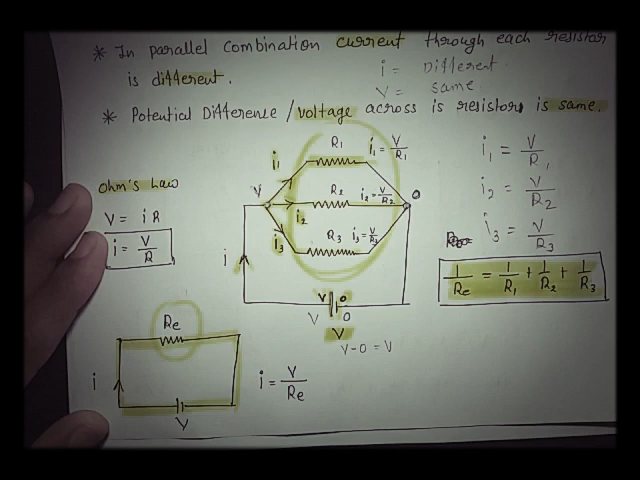 * In parallel combination current through each resistor
is different.
i = Different.
V = same
* Potential Difference / voltage across is resistors is same.
Ohm's Law
V = i R
i = V/R
i
V
i1
i2
i3
R1
i1 = V/R1
R2
i2 = V/R2
R3
i3 = V/R3
0
V
0
V
0
V
V-0 = V
i1 = V/R1
i2 = V/R2
i3 = V/R3
1/Re = 1/R1 + 1/R2 + 1/R3
Re
i
V
i = V/Re